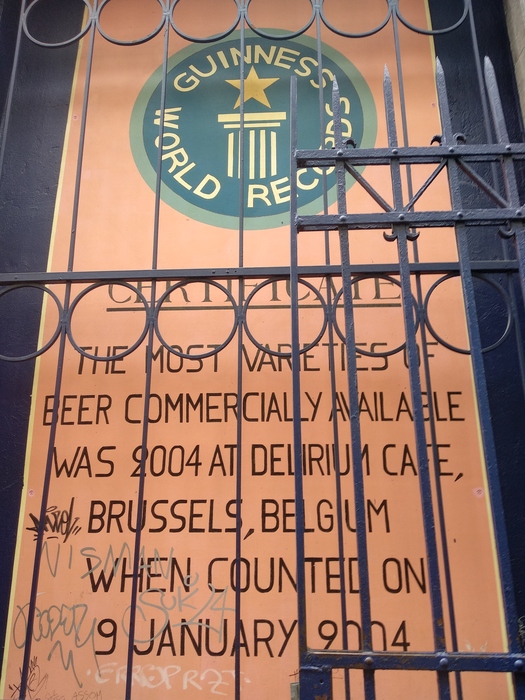 GUINNESS
WORLD RECORDS
CERTIFICATE
THE MOST VARIETIES OF
BEER COMMERCIALLY AVAILABLE
WAS 2004 AT DELIRIUM CAFE,
BRUSSELS, BELGIUM
WHEN COUNTED ON
9 JANUARY 2004
NISMAN